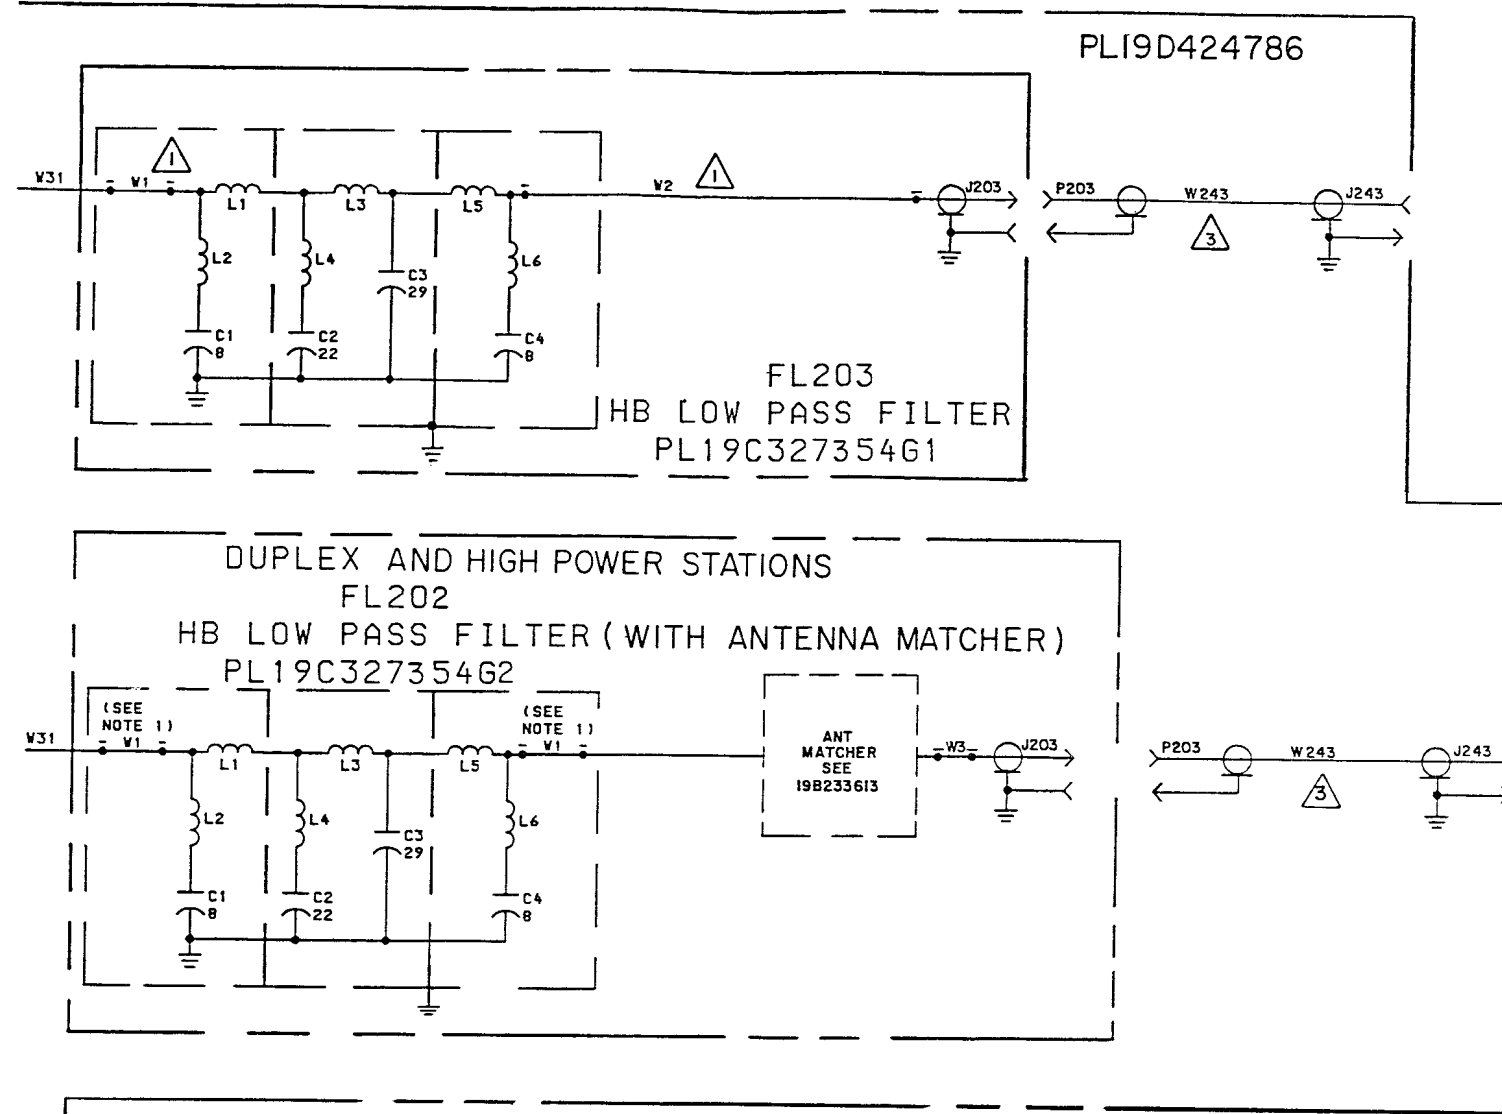 PL19D424786
W31
W1
1
L1
L3
L5
W2
1
J203
P203
W243
3
J243
L2
L4
C3
29
L6
C1
8
C2
22
C4
8
FL203
HB LOW PASS FILTER
PL19C327354G1
DUPLEX AND HIGH POWER STATIONS
FL202
HB LOW PASS FILTER (WITH ANTENNA MATCHER)
PL19C327354G2
(SEE
NOTE 1)
W1
(SEE
NOTE 1)
W1
W31
L1
L3
L5
ANT
MATCHER
SEE
19B233613
W3
J203
P203
W243
3
J243
L2
L4
C3
29
L6
C1
8
C2
22
C4
8